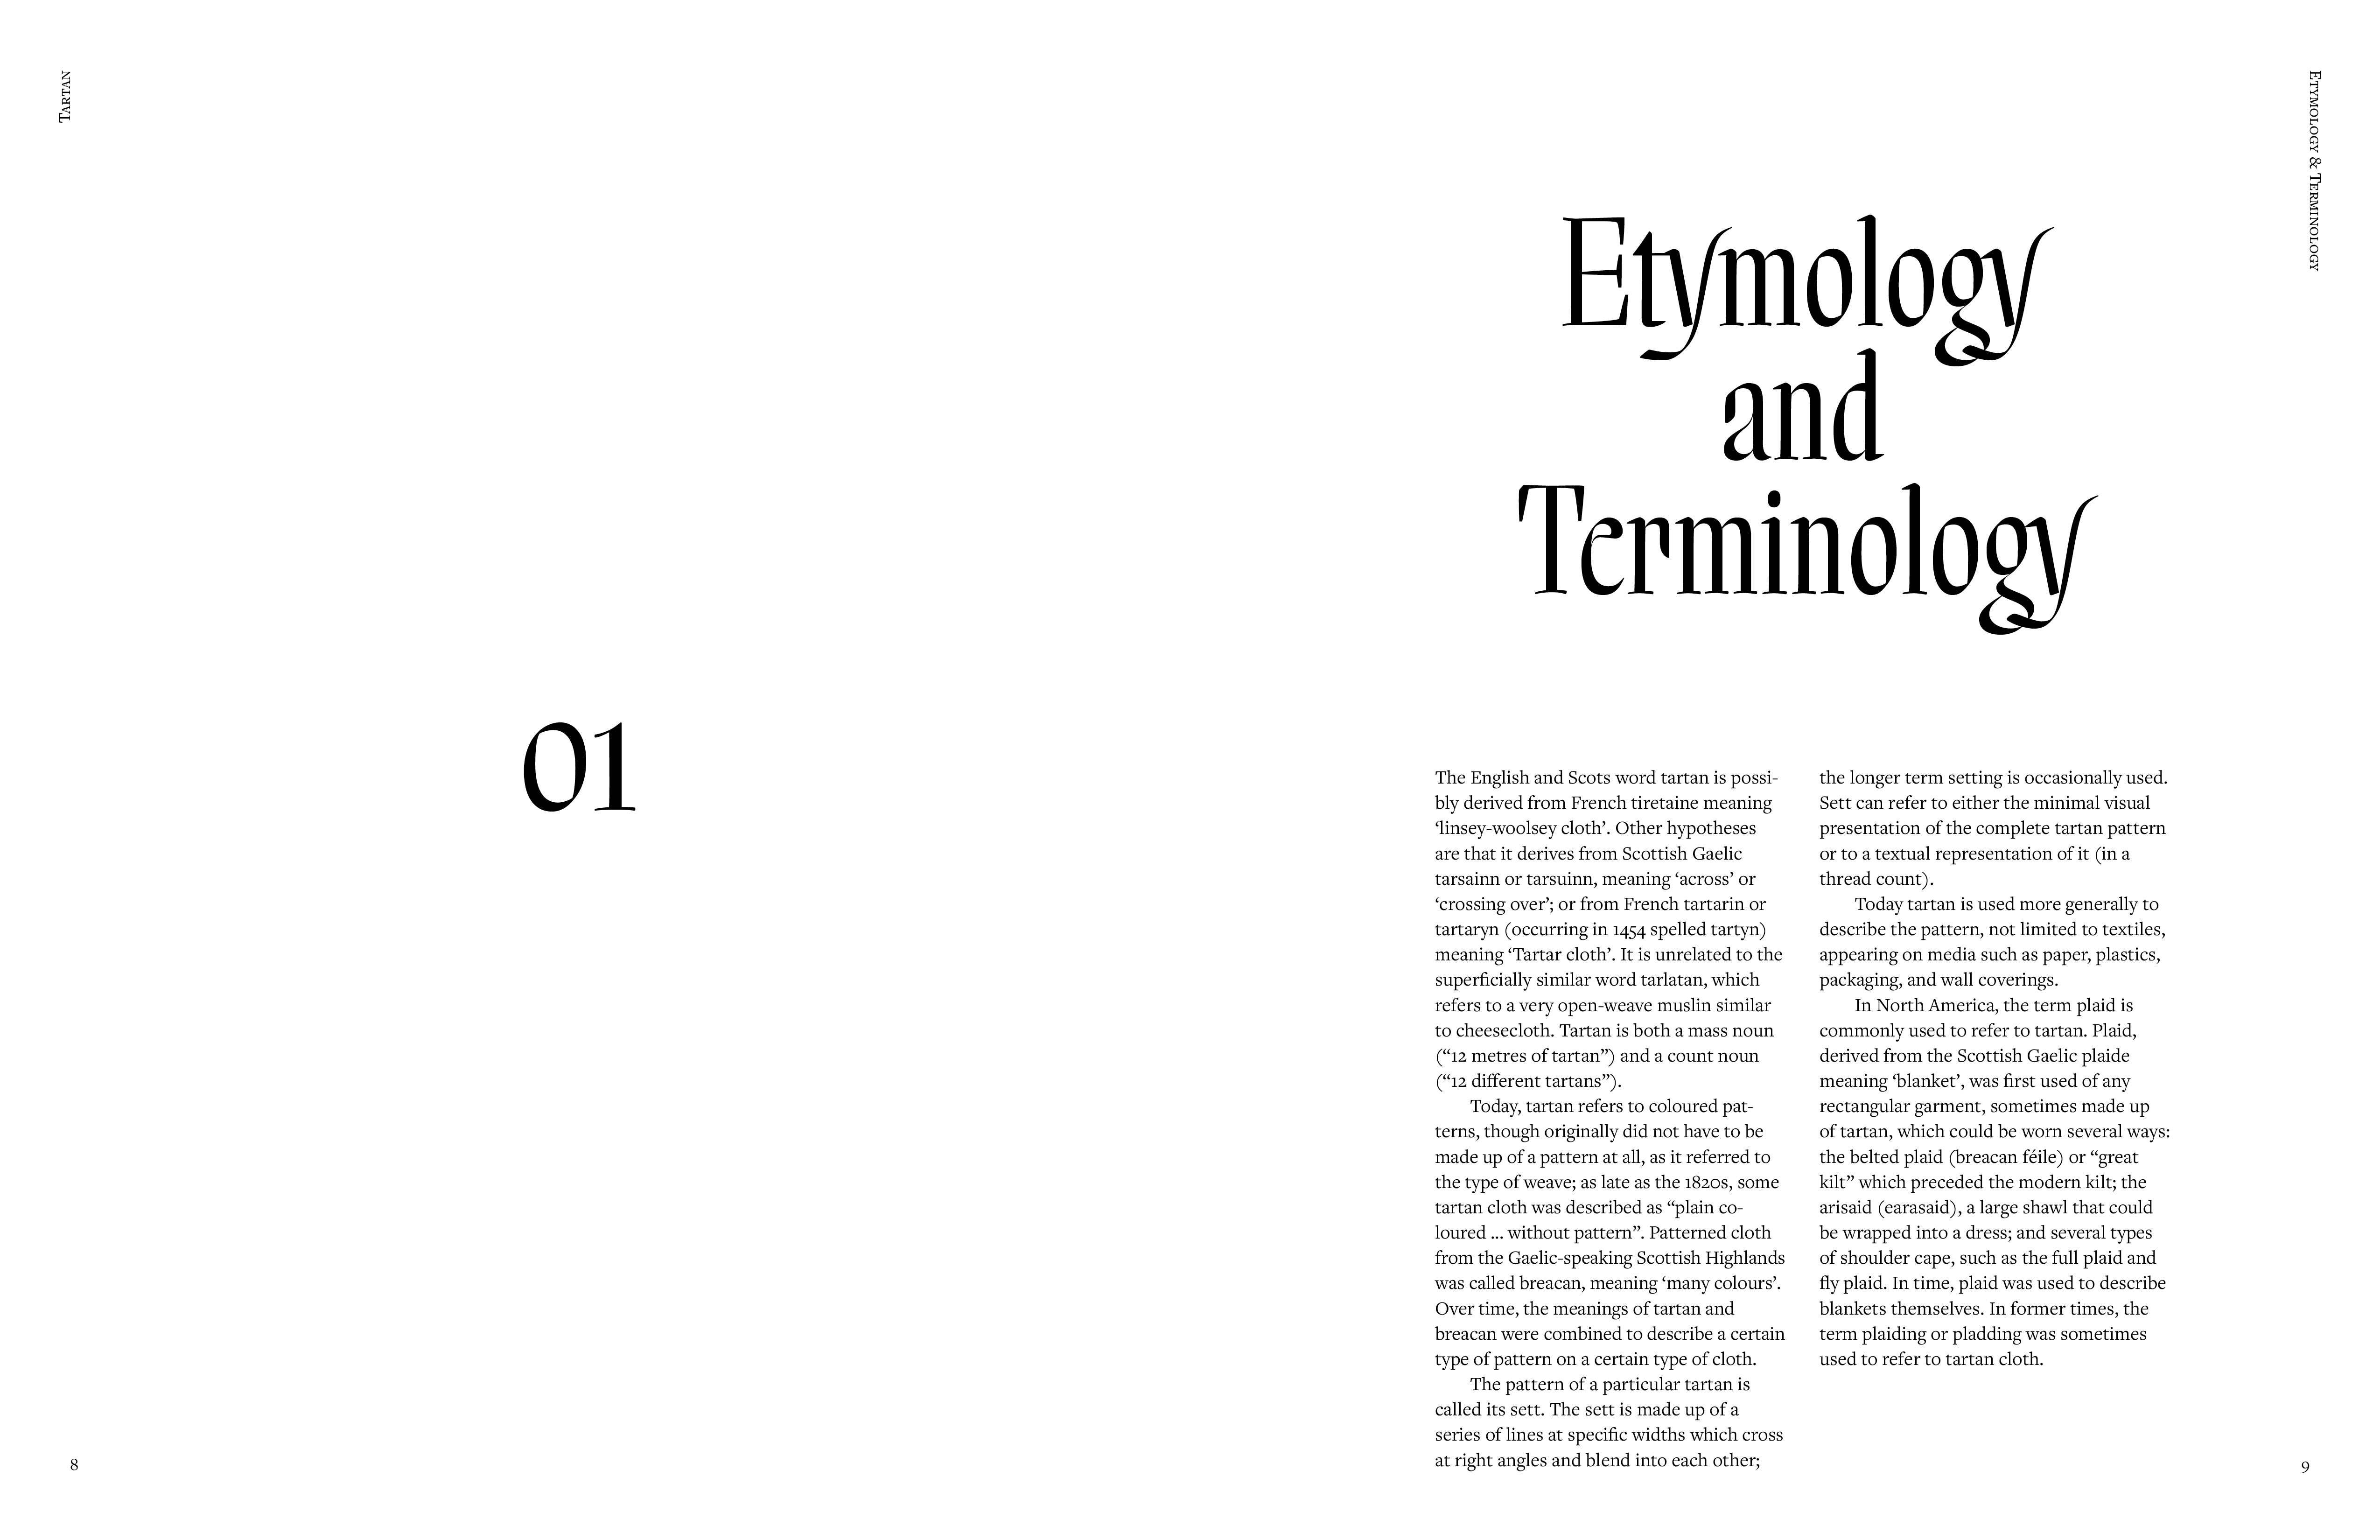 Tartan
01
8
Etymology & Terminology
Etymology
and
Terminology
The English and Scots word tartan is possi-
bly derived from French tiretaine meaning
‘linsey-woolsey cloth’. Other hypotheses
are that it derives from Scottish Gaelic
tarsainn or tarsuinn, meaning ‘across’ or
‘crossing over’; or from French tartarin or
tartaryn (occurring in 1454 spelled tartyn)
meaning ‘Tartar cloth’. It is unrelated to the
superficially similar word tarlatan, which
refers to a very open-weave muslin similar
to cheesecloth. Tartan is both a mass noun
(“12 metres of tartan”) and a count noun
(“12 different tartans”).
Today, tartan refers to coloured pat-
terns, though originally did not have to be
made up of a pattern at all, as it referred to
the type of weave; as late as the 1820s, some
tartan cloth was described as “plain co-
loured ... without pattern”. Patterned cloth
from the Gaelic-speaking Scottish Highlands
was called breacan, meaning ‘many colours’.
Over time, the meanings of tartan and
breacan were combined to describe a certain
type of pattern on a certain type of cloth.
The pattern of a particular tartan is
called its sett. The sett is made up of a
series of lines at specific widths which cross
at right angles and blend into each other;
the longer term setting is occasionally used.
Sett can refer to either the minimal visual
presentation of the complete tartan pattern
or to a textual representation of it (in a
thread count).
Today tartan is used more generally to
describe the pattern, not limited to textiles,
appearing on media such as paper, plastics,
packaging, and wall coverings.
In North America, the term plaid is
commonly used to refer to tartan. Plaid,
derived from the Scottish Gaelic plaide
meaning ‘blanket’, was first used of any
rectangular garment, sometimes made up
of tartan, which could be worn several ways:
the belted plaid (breacan féile) or “great
kilt” which preceded the modern kilt; the
arisaid (earasaid), a large shawl that could
be wrapped into a dress; and several types
of shoulder cape, such as the full plaid and
fly plaid. In time, plaid was used to describe
blankets themselves. In former times, the
term plaiding or pladding was sometimes
used to refer to tartan cloth.
9